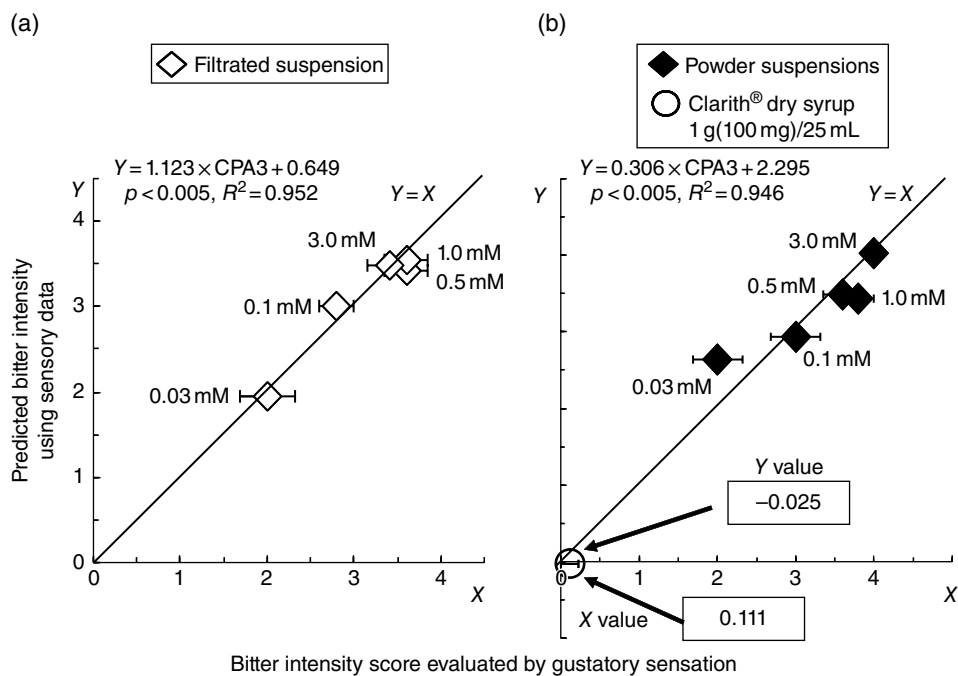 (a)
Filtrated suspension
Y = 1.123 × CPA3 + 0.649
p < 0.005, R² = 0.952
Y
Y = X
4
3.0 mM
1.0 mM
0.5 mM
3
0.1 mM
2
0.03 mM
1
0
0 1 2 3 4
X
Predicted bitter intensity
using sensory data
(b)
Powder suspensions
Clarith® dry syrup
1 g(100 mg)/25 mL
Y = 0.306 × CPA3 + 2.295
p < 0.005, R² = 0.946
Y
Y = X
3.0 mM
0.5 mM
1.0 mM
0.1 mM
0.03 mM
Y value
−0.025
0 1 2 3 4
X
X value
0.111
Bitter intensity score evaluated by gustatory sensation